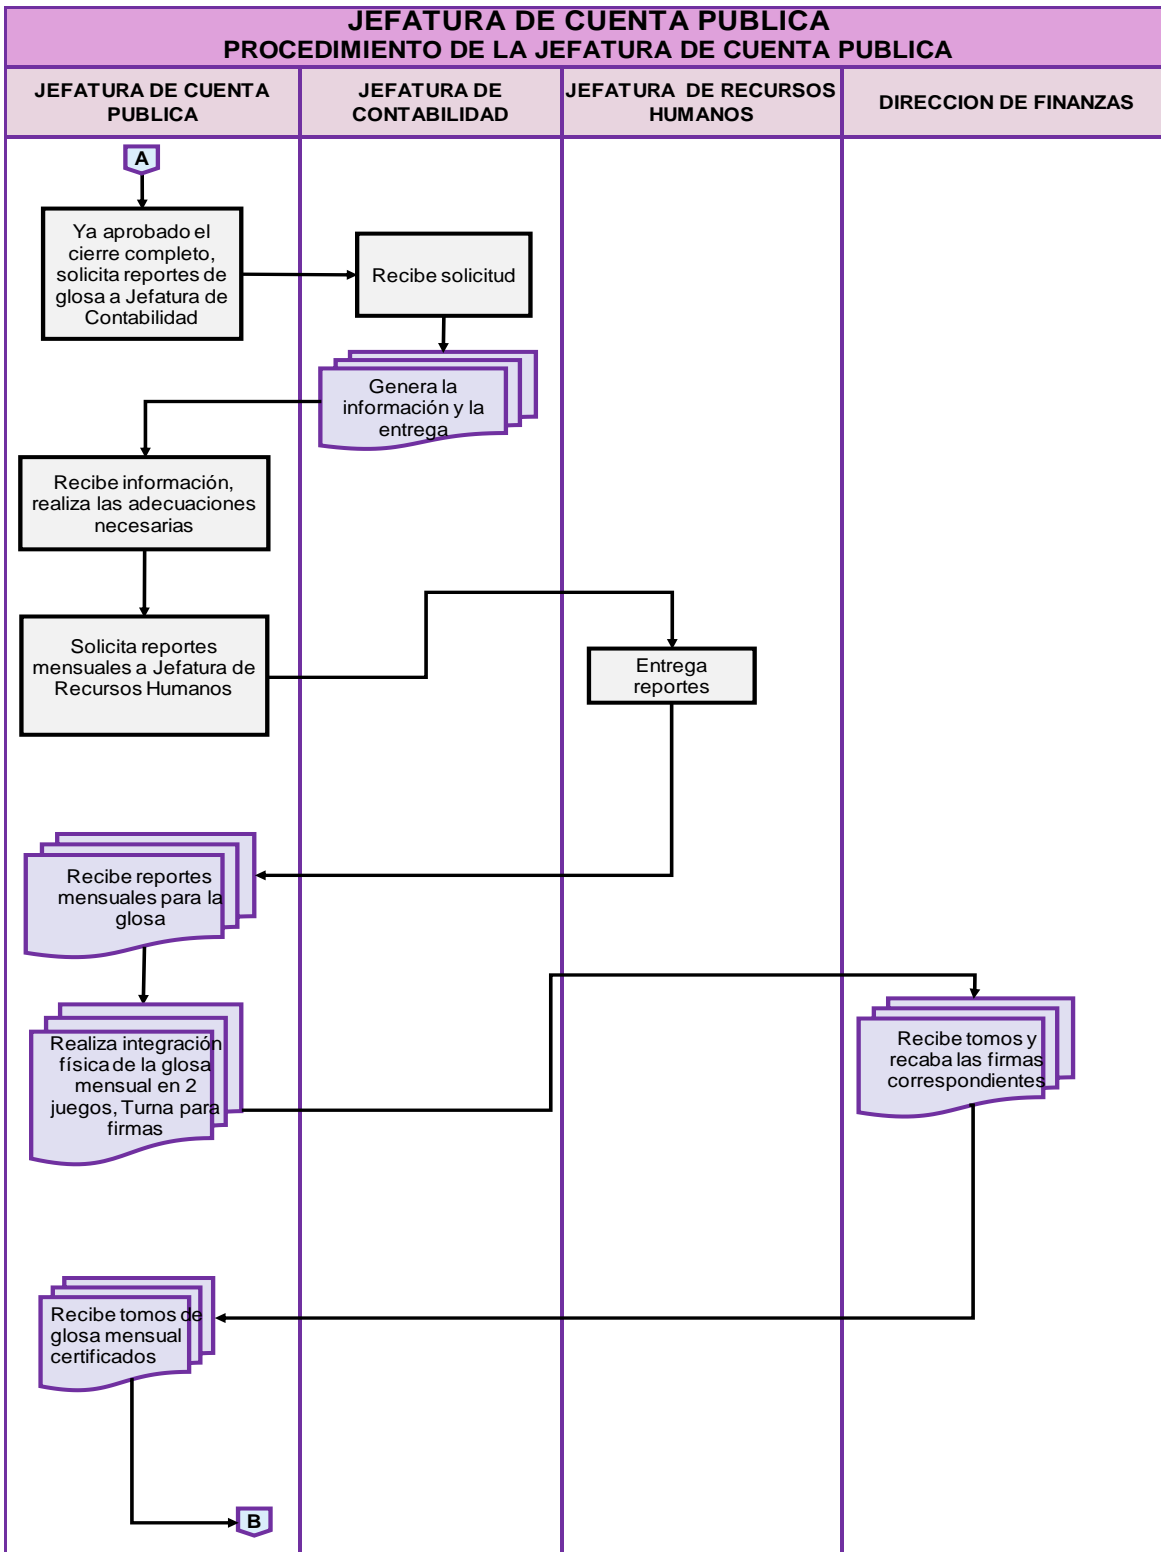 JEFATURA DE CUENTA PUBLICA
PROCEDIMIENTO DE LA JEFATURA DE CUENTA PUBLICA
JEFATURA DE CUENTA
PUBLICA
JEFATURA DE
CONTABILIDAD
JEFATURA DE RECURSOS
HUMANOS
DIRECCION DE FINANZAS
A
Ya aprobado el
cierre completo,
solicita reportes de
glosa a Jefatura de
Contabilidad
Recibe solicitud
Genera la
información y la
entrega
Recibe información,
realiza las adecuaciones
necesarias
Solicita reportes
mensuales a Jefatura de
Recursos Humanos
Entrega
reportes
Recibe reportes
mensuales para la
glosa
Realiza integración
física de la glosa
mensual en 2
juegos, Turna para
firmas
Recibe tomos y
recaba las firmas
correspondientes
Recibe tomos de
glosa mensual
certificados
B